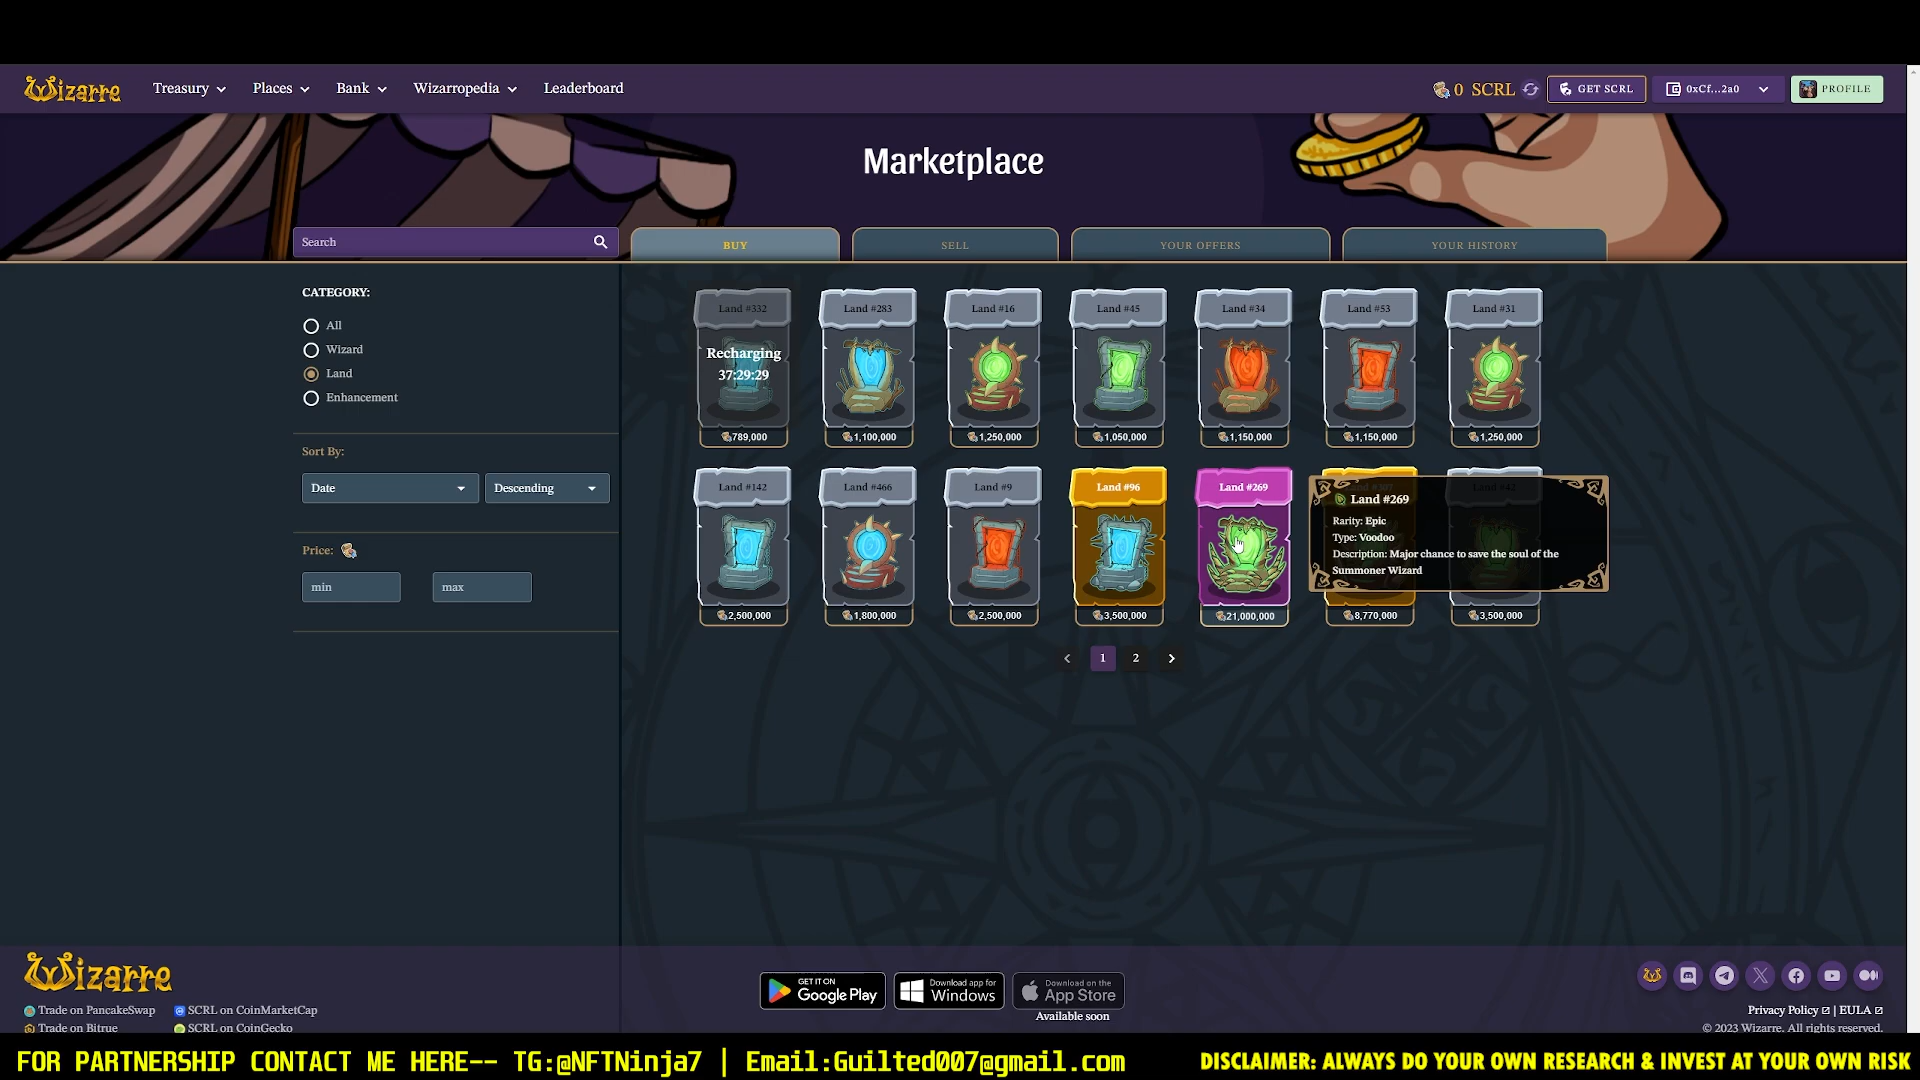 Wizarre
Treasury
Places
Bank
Wizarropedia
Leaderboard
0 SCRL
GET SCRL
0xCf...2a0
PROFILE
Marketplace
Search
BUY
SELL
YOUR OFFERS
YOUR HISTORY
CATEGORY:
All
Wizard
Land
Enhancement
Sort By:
Date
Descending
Price:
min
max
Land #332
Land #283
Land #16
Land #45
Land #34
Land #53
Land #31
Recharging
37:29:29
789,000
1,100,000
1,250,000
1,050,000
1,150,000
1,150,000
1,250,000
Land #142
Land #466
Land #9
Land #96
Land #269
Land #42
Land #269
Rarity: Epic
Type: Voodoo
Description: Major chance to save the soul of the
Summoner Wizard
2,500,000
1,800,000
2,500,000
3,500,000
21,000,000
8,770,000
3,500,000
1
2
Wizarre
Trade on PancakeSwap
SCRL on CoinMarketCap
Trade on Bitrue
SCRL on CoinGecko
GET IT ON
Google Play
Download app for
Windows
Download on the
App Store
Available soon
Privacy Policy | EULA
© 2023 Wizarre. All rights reserved.
FOR PARTNERSHIP CONTACT ME HERE-- TG:@NFTNinja7 | Email:Guilted007@gmail.com
DISCLAIMER: ALWAYS DO YOUR OWN RESEARCH & INVEST AT YOUR OWN RISK